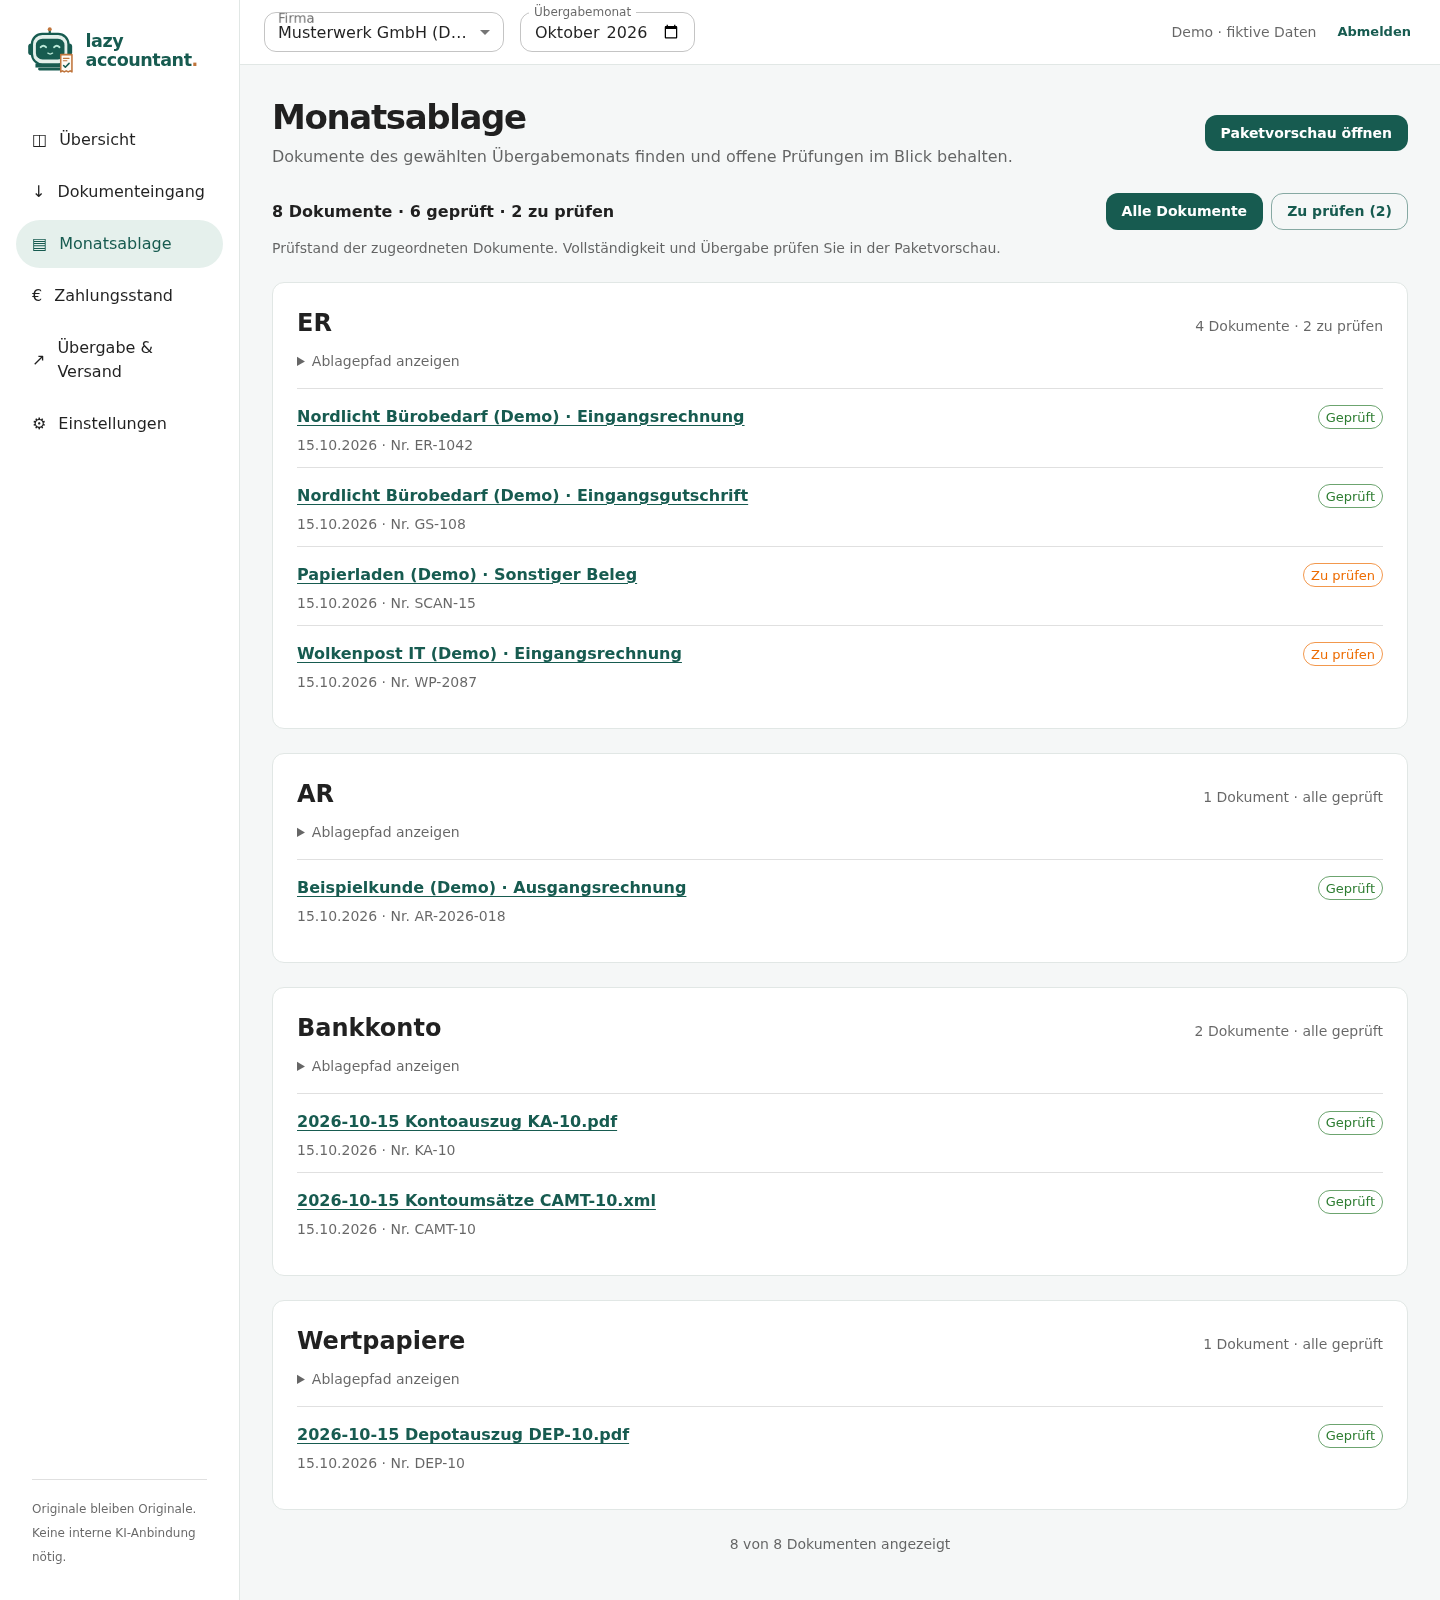 lazy
accountant.
Firma
Musterwerk GmbH (D…
Übergabemonat
Oktober 2026
Demo · fiktive Daten
Abmelden
Übersicht
Dokumenteingang
Monatsablage
€ Zahlungsstand
Übergabe &
Versand
Einstellungen
Monatsablage
Dokumente des gewählten Übergabemonats finden und offene Prüfungen im Blick behalten.
Paketvorschau öffnen
8 Dokumente · 6 geprüft · 2 zu prüfen
Alle Dokumente
Zu prüfen (2)
Prüfstand der zugeordneten Dokumente. Vollständigkeit und Übergabe prüfen Sie in der Paketvorschau.
ER
4 Dokumente · 2 zu prüfen
Ablagepfad anzeigen
Nordlicht Bürobedarf (Demo) · Eingangsrechnung
Geprüft
15.10.2026 · Nr. ER-1042
Nordlicht Bürobedarf (Demo) · Eingangsgutschrift
Geprüft
15.10.2026 · Nr. GS-108
Papierladen (Demo) · Sonstiger Beleg
Zu prüfen
15.10.2026 · Nr. SCAN-15
Wolkenpost IT (Demo) · Eingangsrechnung
Zu prüfen
15.10.2026 · Nr. WP-2087
AR
1 Dokument · alle geprüft
Ablagepfad anzeigen
Beispielkunde (Demo) · Ausgangsrechnung
Geprüft
15.10.2026 · Nr. AR-2026-018
Bankkonto
2 Dokumente · alle geprüft
Ablagepfad anzeigen
2026-10-15 Kontoauszug KA-10.pdf
Geprüft
15.10.2026 · Nr. KA-10
2026-10-15 Kontoumsätze CAMT-10.xml
Geprüft
15.10.2026 · Nr. CAMT-10
Wertpapiere
1 Dokument · alle geprüft
Ablagepfad anzeigen
2026-10-15 Depotauszug DEP-10.pdf
Geprüft
15.10.2026 · Nr. DEP-10
8 von 8 Dokumenten angezeigt
Originale bleiben Originale.
Keine interne KI-Anbindung
nötig.